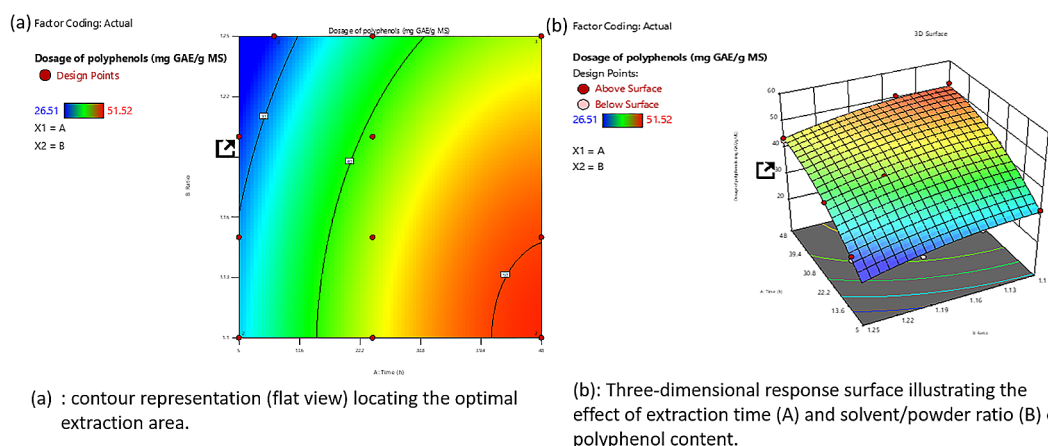 (a) Factor Coding: Actual
Dosage of polyphenols (mg GAE/g MS)
Design Points
26.51 51.52
X1 = A
X2 = B
Dosage of polyphenols (mg GAE/g MS)
B: Ratio
A: Time (h)
(b) Factor Coding: Actual
3D Surface
Dosage of polyphenols (mg GAE/g MS)
Design Points:
Above Surface
Below Surface
26.51 51.52
X1 = A
X2 = B
60
50
40
30
20
48
39.4
30.8
22.2
13.6
5
1.25
1.22
1.19
1.16
1.13
1.1
A: Time (h)
B: Ratio
(a) : contour representation (flat view) locating the optimal
extraction area.
(b): Three-dimensional response surface illustrating the
effect of extraction time (A) and solvent/powder ratio (B)
polyphenol content.